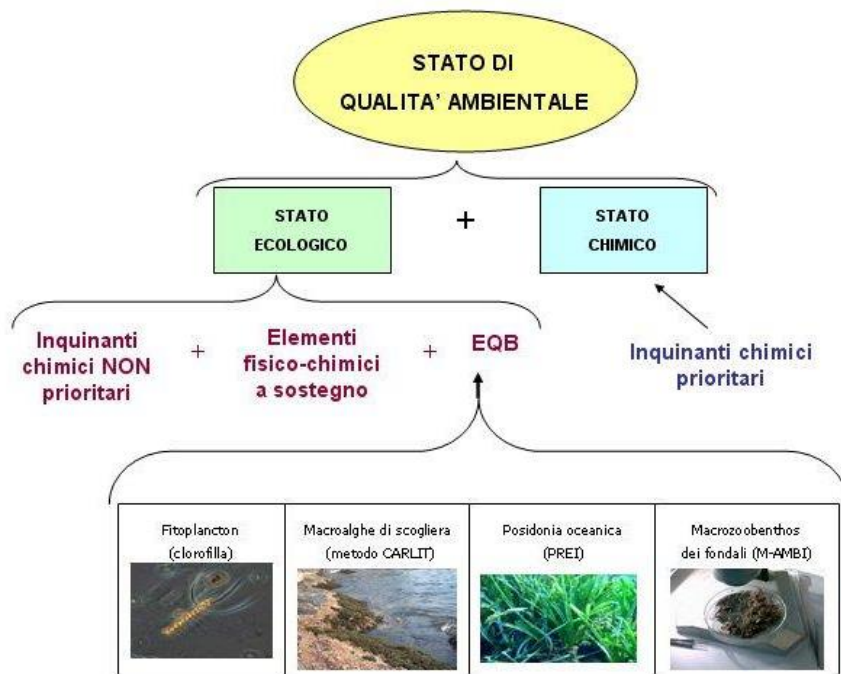 STATO DI
QUALITA' AMBIENTALE
STATO
ECOLOGICO
+
STATO
CHIMICO
Inquinanti
chimici NON
prioritari
+
Elementi
fisico-chimici
a sostegno
+
EQB
Inquinanti chimici
prioritari
Fitoplancton
(clorofilla)
Macroalghe di scogliera
(metodo CARLIT)
Posidonia oceanica
(PREI)
Macrozoobenthos
dei fondali (M-AMBI)